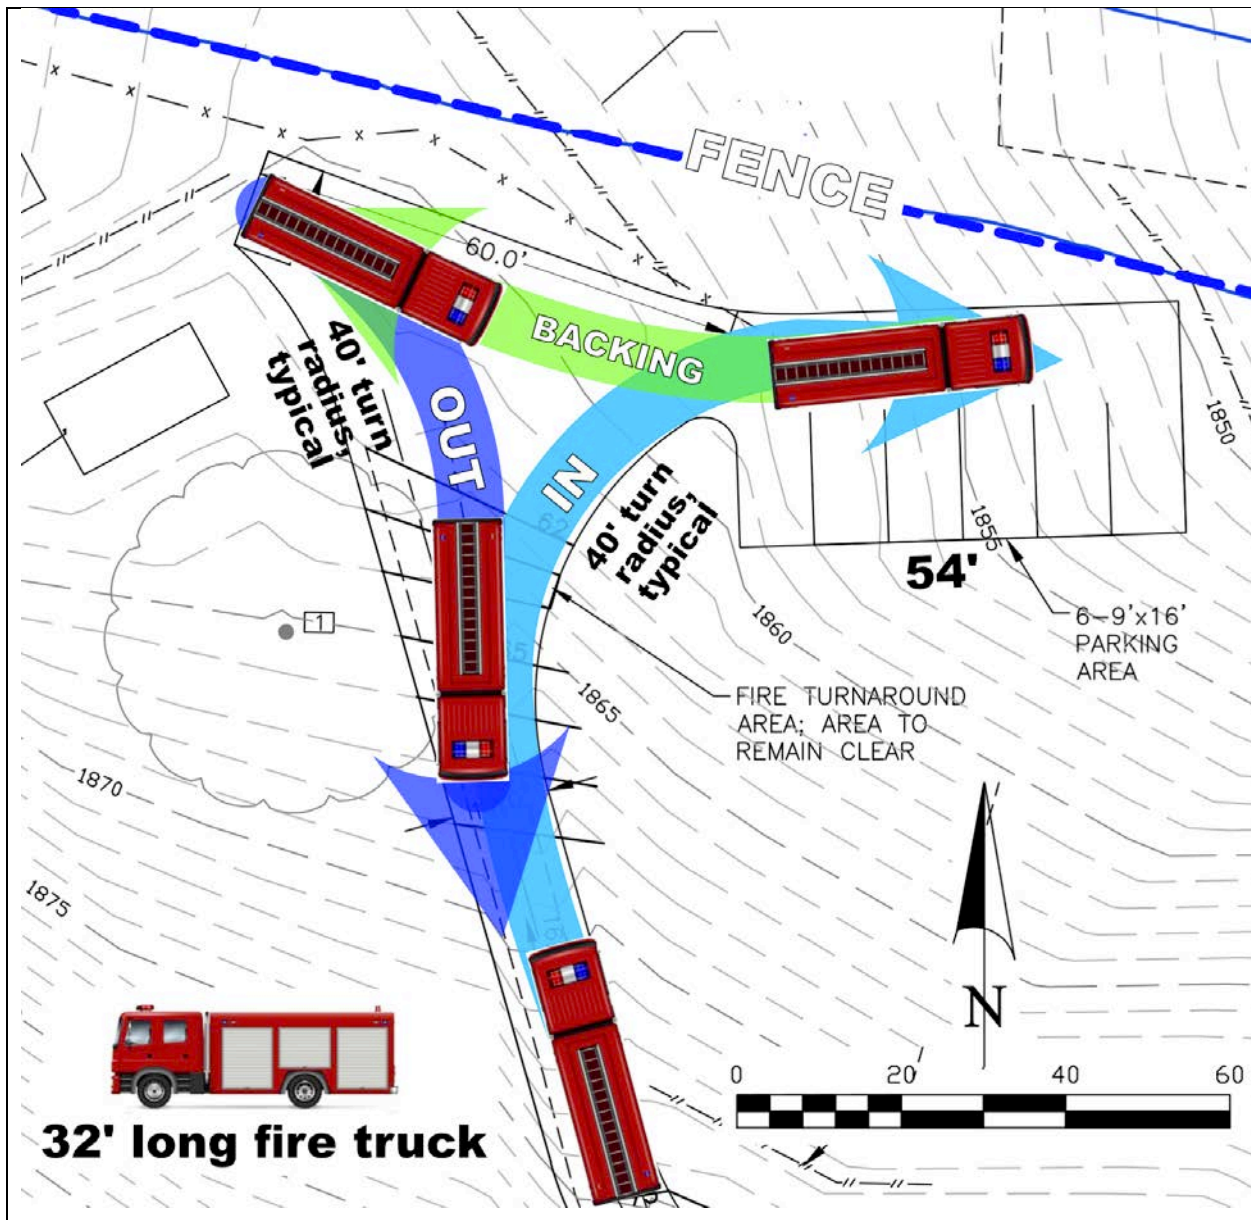 FENCE
60.0'
BACKING
40' turn
radius,
typical
OUT
IN
40' turn
radius,
typical
1850
1855
54'
6-9'x16'
PARKING
AREA
1860
1
1865
FIRE TURNAROUND
AREA; AREA TO
REMAIN CLEAR
1870
1875
N
0 20 40 60
32' long fire truck